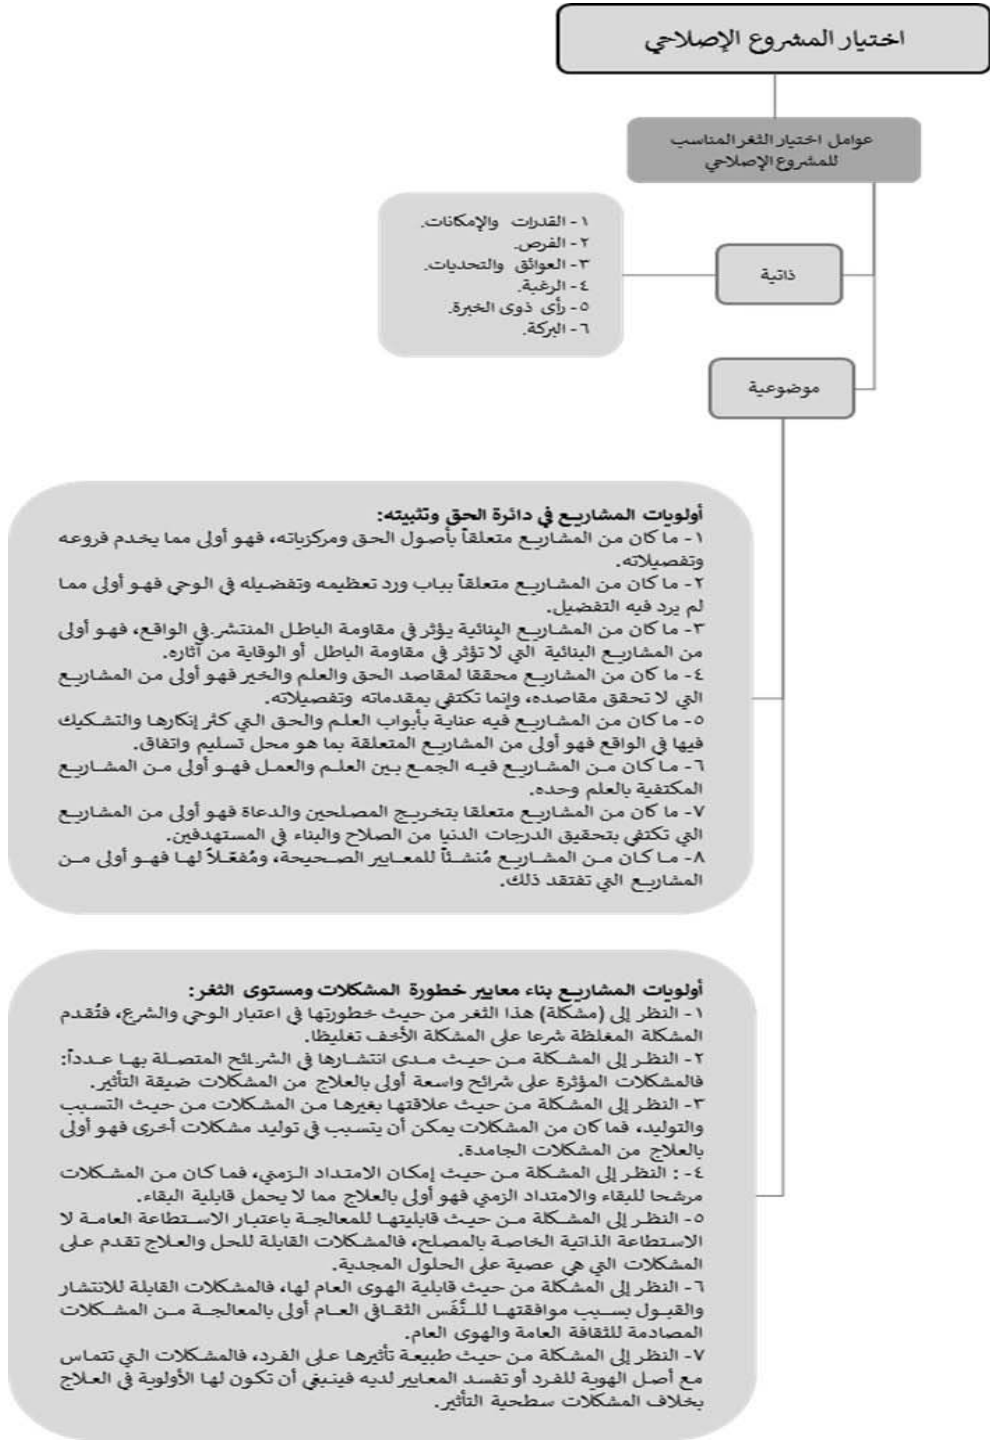 اختيار المشروع الإصلاحي
عوامل اختيار الثغر المناسب
للمشروع الإصلاحي
ذاتية
١- القدرات والإمكانات.
٢- الفرص.
٣- العوائق والتحديات.
٤- الرغبة.
٥- رأى ذوى الخبرة.
٦- البركة.
موضوعية
أولويات المشاريع في دائرة الحق وتثبيته:
١- ما كان من المشاريع متعلقاً بأصول الحق ومركزياته، فهو أولى مما يخدم فروعه
وتفصيلاته.
٢- ما كان من المشاريع متعلقاً بباب ورد تعظيمه وتفضيله في الوحي فهو أولى مما
لم يرد فيه التفضيل.
٣- ما كان من المشاريع البنائية يؤثر في مقاومة الباطل المنتشر في الواقع، فهو أولى
من المشاريع البنائية التي لا تؤثر في مقاومة الباطل أو الوقاية من آثاره.
٤- ما كان من المشاريع محققا لمقاصد الحق والعلم والخير فهو أولى من المشاريع
التي لا تحقق مقاصده، وإنما تكتفي بمقدماته وتفصيلاته.
٥- ما كان من المشاريع فيه عناية بأبواب العلم والحق التي كثر إنكارها والتشكيك
فيها في الواقع فهو أولى من المشاريع المتعلقة بما هو محل تسليم واتفاق.
٦- ما كان من المشاريع فيه الجمع بين العلم والعمل فهو أولى من المشاريع
المكتفية بالعلم وحده.
٧- ما كان من المشاريع متعلقا بتخريج المصلحين والدعاة فهو أولى من المشاريع
التي تكتفي بتحقيق الدرجات الدنيا من الصلاح والبناء في المستهدفين.
٨- ما كان من المشاريع مُنشئاً للمعايير الصحيحة، ومُفعّلاً لها فهو أولى من
المشاريع التي تفتقد ذلك.
أولويات المشاريع بناء معايير خطورة المشكلات ومستوى الثغر:
١- النظر إلى (مشكلة) هذا الثغر من حيث خطورتها في اعتبار الوحي والشرع، فتُقدم
المشكلة المغلظة شرعا على المشكلة الأخف تغليظا.
٢- النظر إلى المشكلة من حيث مدى انتشارها في الشرائح المتصلة بها عدداً:
فالمشكلات المؤثرة على شرائح واسعة أولى بالعلاج من المشكلات ضيقة التأثير.
٣- النظر إلى المشكلة من حيث علاقتها بغيرها من المشكلات من حيث التسبب
والتوليد، فما كان من المشكلات يمكن أن يتسبب في توليد مشكلات أخرى فهو أولى
بالعلاج من المشكلات الجامدة.
٤- : النظر إلى المشكلة من حيث إمكان الامتداد الزمني، فما كان من المشكلات
مرشحا للبقاء والامتداد الزمني فهو أولى بالعلاج مما لا يحمل قابلية البقاء.
٥- النظر إلى المشكلة من حيث قابليتها للمعالجة باعتبار الاستطاعة العامة لا
الاستطاعة الذاتية الخاصة بالمصلح، فالمشكلات القابلة للحل والعلاج تقدم على
المشكلات التي هي عصية على الحلول المجدية.
٦- النظر إلى المشكلة من حيث قابلية الهوى العام لها، فالمشكلات القابلة للانتشار
والقبول بسبب موافقتها للنَّفَس الثقافي العام أولى بالمعالجة من المشكلات
المصادمة للثقافة العامة والهوى العام.
٧- النظر إلى المشكلة من حيث طبيعة تأثيرها على الفرد، فالمشكلات التي تتماس
مع أصل الهوية للفرد أو تفسد المعايير لديه فينبغي أن تكون لها الأولوية في العلاج
بخلاف المشكلات سطحية التأثير.